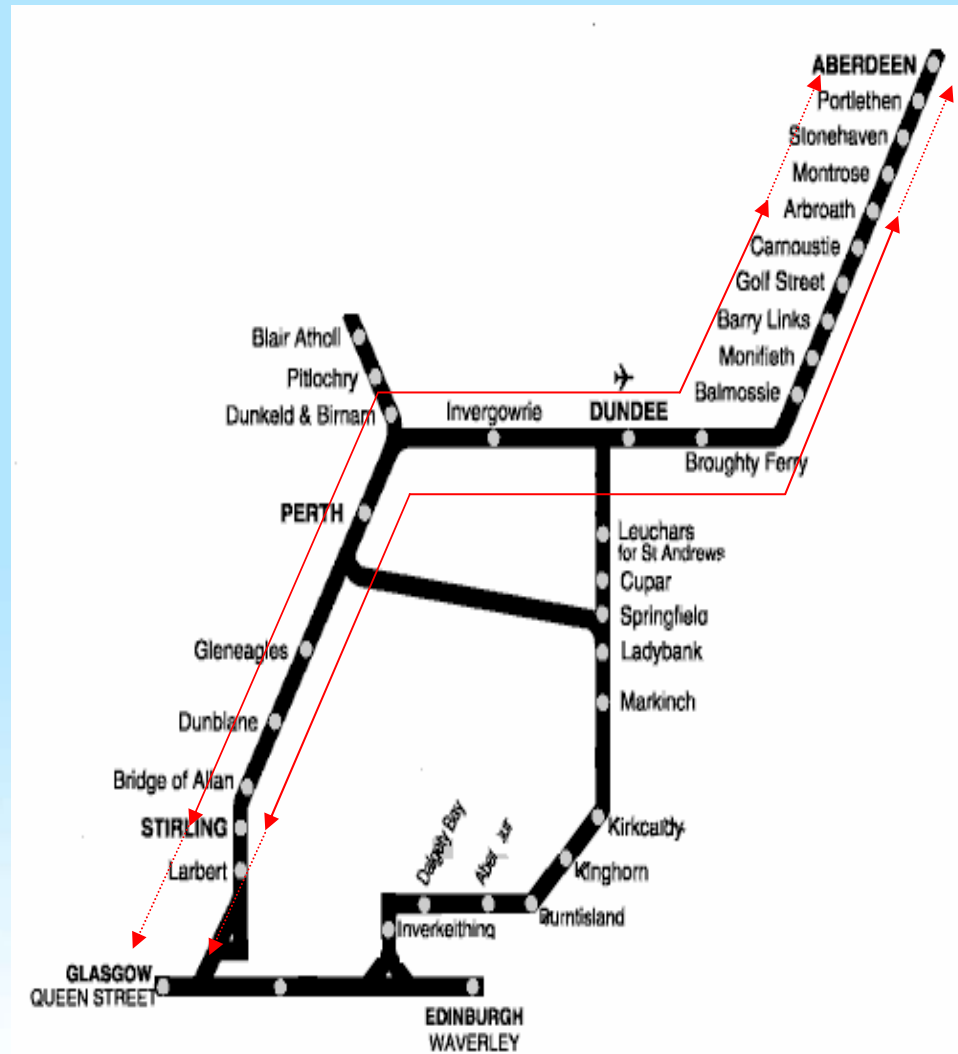 ABERDEEN
Portlethen
Stonehaven
Montrose
Arbroath
Carnoustie
Golf Street
Barry Links
Monifieth
Balmossie
Blair Atholl
Pitlochry
Dunkeld & Birnam
Invergowrie
DUNDEE
Broughty Ferry
PERTH
Leuchars
for St Andrews
Cupar
Springfield
Ladybank
Gleneagles
Markinch
Dunblane
Bridge of Allan
STIRLING
Kirkcaldy
Larbert
Dalgety Bay
Kinghorn
Burntisland
Inverkeithing
GLASGOW
QUEEN STREET
EDINBURGH
WAVERLEY